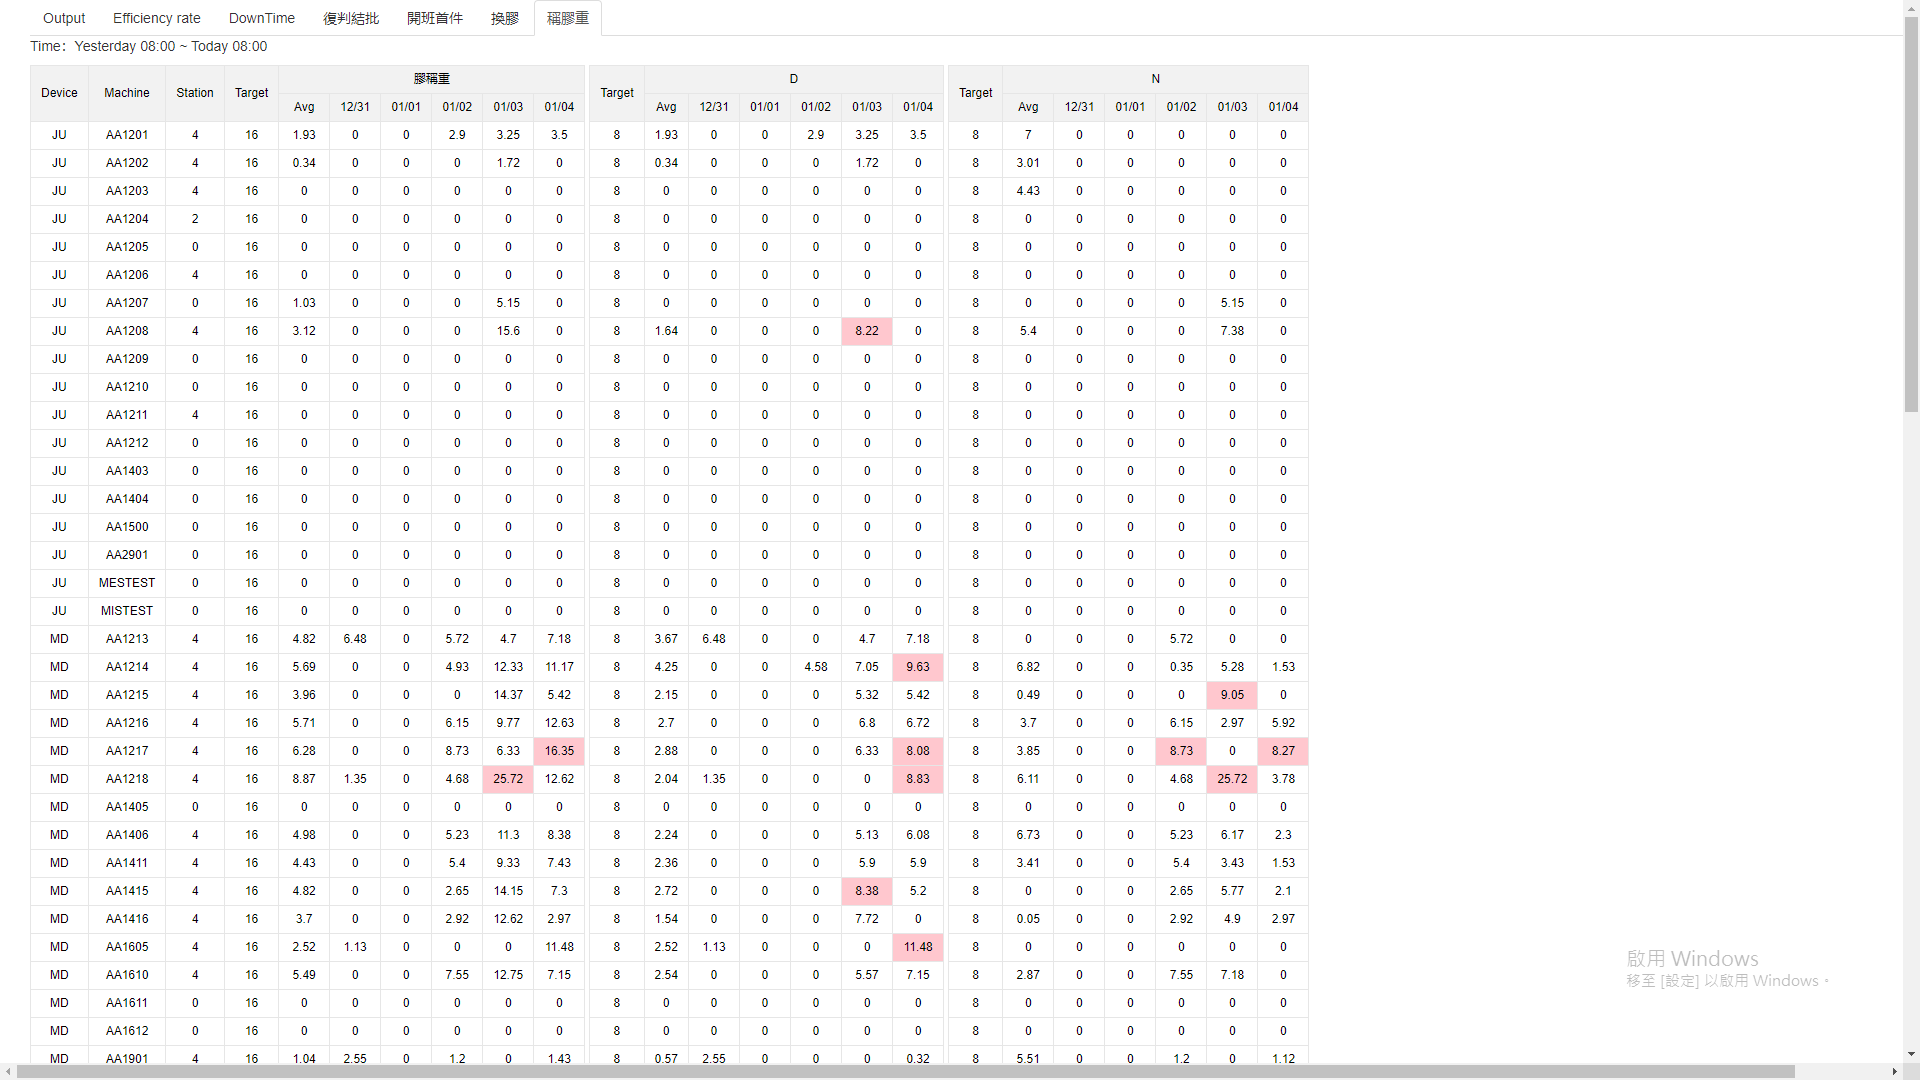 Output Efficiency rate DownTime 復判結批 開班首件 換膠 稱膠重
Time：Yesterday 08:00 ~ Today 08:00
Device Machine Station Target 膠稱重 Target D Target N
Avg 12/31 01/01 01/02 01/03 01/04 Avg 12/31 01/01 01/02 01/03 01/04 Avg 12/31 01/01 01/02 01/03 01/04
JU AA1201 4 16 1.93 0 0 2.9 3.25 3.5 8 1.93 0 0 2.9 3.25 3.5 8 7 0 0 0 0 0
JU AA1202 4 16 0.34 0 0 0 1.72 0 8 0.34 0 0 0 1.72 0 8 3.01 0 0 0 0 0
JU AA1203 4 16 0 0 0 0 0 0 8 0 0 0 0 0 0 8 4.43 0 0 0 0 0
JU AA1204 2 16 0 0 0 0 0 0 8 0 0 0 0 0 0 8 0 0 0 0 0 0
JU AA1205 0 16 0 0 0 0 0 0 8 0 0 0 0 0 0 8 0 0 0 0 0 0
JU AA1206 4 16 0 0 0 0 0 0 8 0 0 0 0 0 0 8 0 0 0 0 0 0
JU AA1207 0 16 1.03 0 0 0 5.15 0 8 0 0 0 0 0 0 8 0 0 0 0 5.15 0
JU AA1208 4 16 3.12 0 0 0 15.6 0 8 1.64 0 0 0 8.22 0 8 5.4 0 0 0 7.38 0
JU AA1209 0 16 0 0 0 0 0 0 8 0 0 0 0 0 0 8 0 0 0 0 0 0
JU AA1210 0 16 0 0 0 0 0 0 8 0 0 0 0 0 0 8 0 0 0 0 0 0
JU AA1211 4 16 0 0 0 0 0 0 8 0 0 0 0 0 0 8 0 0 0 0 0 0
JU AA1212 0 16 0 0 0 0 0 0 8 0 0 0 0 0 0 8 0 0 0 0 0 0
JU AA1403 0 16 0 0 0 0 0 0 8 0 0 0 0 0 0 8 0 0 0 0 0 0
JU AA1404 0 16 0 0 0 0 0 0 8 0 0 0 0 0 0 8 0 0 0 0 0 0
JU AA1500 0 16 0 0 0 0 0 0 8 0 0 0 0 0 0 8 0 0 0 0 0 0
JU AA2901 0 16 0 0 0 0 0 0 8 0 0 0 0 0 0 8 0 0 0 0 0 0
JU MESTEST 0 16 0 0 0 0 0 0 8 0 0 0 0 0 0 8 0 0 0 0 0 0
JU MISTEST 0 16 0 0 0 0 0 0 8 0 0 0 0 0 0 8 0 0 0 0 0 0
MD AA1213 4 16 4.82 6.48 0 5.72 4.7 7.18 8 3.67 6.48 0 0 4.7 7.18 8 0 0 0 5.72 0 0
MD AA1214 4 16 5.69 0 0 4.93 12.33 11.17 8 4.25 0 0 4.58 7.05 9.63 8 6.82 0 0 0.35 5.28 1.53
MD AA1215 4 16 3.96 0 0 0 14.37 5.42 8 2.15 0 0 0 5.32 5.42 8 0.49 0 0 0 9.05 0
MD AA1216 4 16 5.71 0 0 6.15 9.77 12.63 8 2.7 0 0 0 6.8 6.72 8 3.7 0 0 6.15 2.97 5.92
MD AA1217 4 16 6.28 0 0 8.73 6.33 16.35 8 2.88 0 0 0 6.33 8.08 8 3.85 0 0 8.73 0 8.27
MD AA1218 4 16 8.87 1.35 0 4.68 25.72 12.62 8 2.04 1.35 0 0 0 8.83 8 6.11 0 0 4.68 25.72 3.78
MD AA1405 0 16 0 0 0 0 0 0 8 0 0 0 0 0 0 8 0 0 0 0 0 0
MD AA1406 4 16 4.98 0 0 5.23 11.3 8.38 8 2.24 0 0 0 5.13 6.08 8 6.73 0 0 5.23 6.17 2.3
MD AA1411 4 16 4.43 0 0 5.4 9.33 7.43 8 2.36 0 0 0 5.9 5.9 8 3.41 0 0 5.4 3.43 1.53
MD AA1415 4 16 4.82 0 0 2.65 14.15 7.3 8 2.72 0 0 0 8.38 5.2 8 0 0 0 2.65 5.77 2.1
MD AA1416 4 16 3.7 0 0 2.92 12.62 2.97 8 1.54 0 0 0 7.72 0 8 0.05 0 0 2.92 4.9 2.97
MD AA1605 4 16 2.52 1.13 0 0 0 11.48 8 2.52 1.13 0 0 0 11.48 8 0 0 0 0 0 0
MD AA1610 4 16 5.49 0 0 7.55 12.75 7.15 8 2.54 0 0 0 5.57 7.15 8 2.87 0 0 7.55 7.18 0
MD AA1611 0 16 0 0 0 0 0 0 8 0 0 0 0 0 0 8 0 0 0 0 0 0
MD AA1612 0 16 0 0 0 0 0 0 8 0 0 0 0 0 0 8 0 0 0 0 0 0
MD AA1901 4 16 1.04 2.55 0 1.2 0 1.43 8 0.57 2.55 0 0 0 0.32 8 5.51 0 0 1.2 0 1.12
啟用 Windows
移至 [設定] 以啟用 Windows。